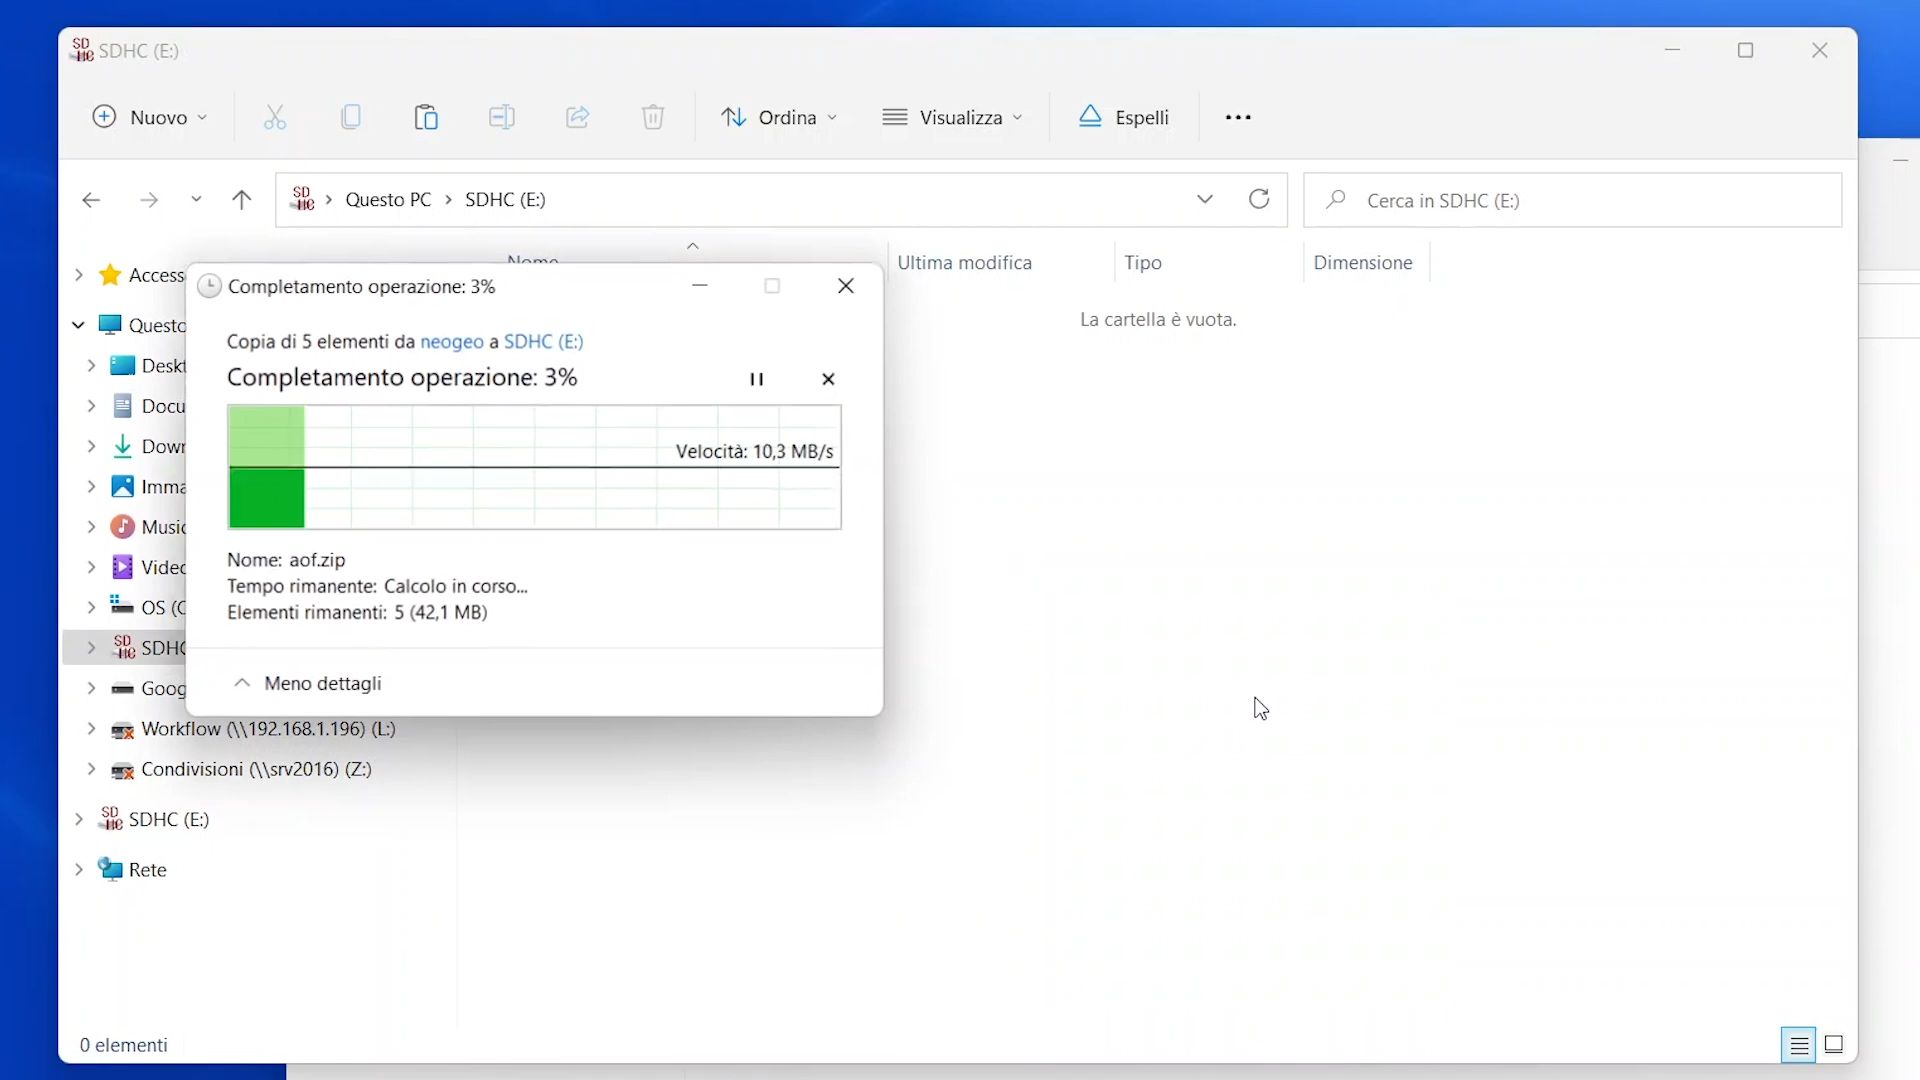 SDHC (E:)
Nuovo
Ordina
Visualizza
Espelli
Questo PC > SDHC (E:)
Cerca in SDHC (E:)
Nome
Ultima modifica
Tipo
Dimensione
La cartella è vuota.
Access
Questo
Deskt
Docu
Down
Imma
Music
Video
OS (C
SDHC
Goog
Workflow (\\192.168.1.196) (L:)
Condivisioni (\\srv2016) (Z:)
SDHC (E:)
Rete
Completamento operazione: 3%
Copia di 5 elementi da neogeo a SDHC (E:)
Completamento operazione: 3%
Velocità: 10,3 MB/s
Nome: aof.zip
Tempo rimanente: Calcolo in corso...
Elementi rimanenti: 5 (42,1 MB)
Meno dettagli
0 elementi